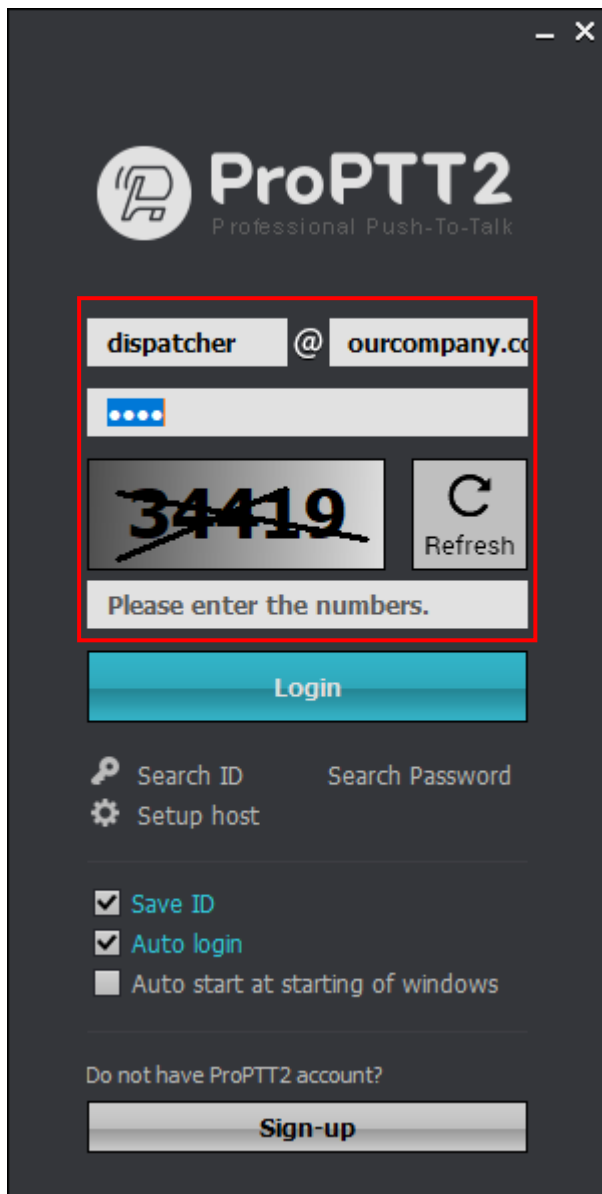 ProPTT2
Professional Push-To-Talk
dispatcher @ ourcompany.co
••••
34419
Refresh
Please enter the numbers.
Login
Search ID Search Password
Setup host
Save ID
Auto login
Auto start at starting of windows
Do not have ProPTT2 account?
Sign-up